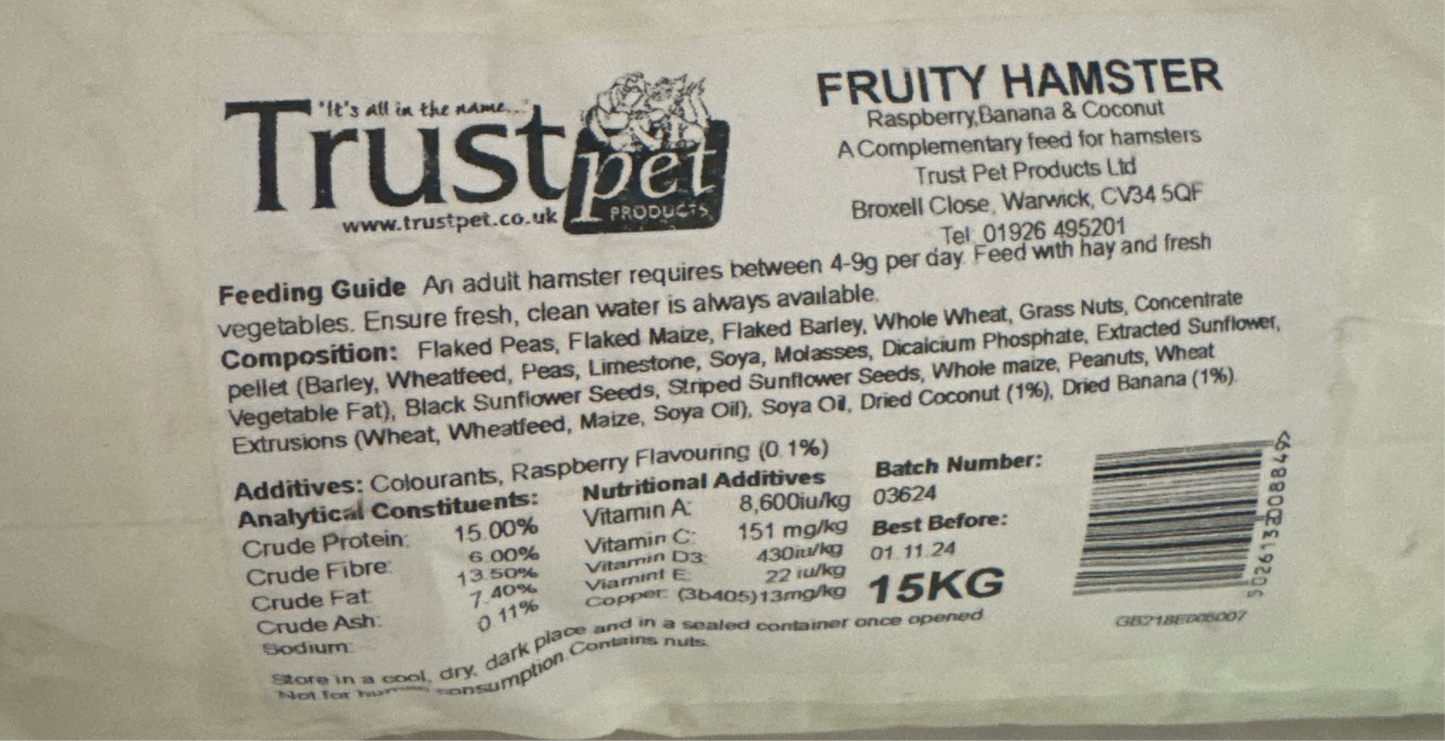 "It's all in the name..."
Trust pet
PRODUCTS
www.trustpet.co.uk
FRUITY HAMSTER
Raspberry,Banana & Coconut
A Complementary feed for hamsters
Trust Pet Products Ltd
Broxell Close, Warwick, CV34 5QF
Tel 01926 495201
Feeding Guide An adult hamster requires between 4-9g per day. Feed with hay and fresh
vegetables. Ensure fresh, clean water is always available.
Composition: Flaked Peas, Flaked Maize, Flaked Barley, Whole Wheat, Grass Nuts, Concentrate
pellet (Barley, Wheatfeed, Peas, Limestone, Soya, Molasses, Dicalcium Phosphate, Extracted Sunflower,
Vegetable Fat), Black Sunflower Seeds, Striped Sunflower Seeds, Whole maize, Peanuts, Wheat
Extrusions (Wheat, Wheatfeed, Maize, Soya Oil), Soya Oil, Dried Coconut (1%), Dried Banana (1%).
Additives: Colourants, Raspberry Flavouring (0.1%)
Analytical Constituents:
Crude Protein: 15.00%
Crude Fibre: 6.00%
Crude Fat: 13.50%
Crude Ash: 7.40%
Sodium: 0.11%
Nutritional Additives
Vitamin A: 8,600iu/kg
Vitamin C: 151 mg/kg
Vitamin D3: 430iu/kg
Viamint E 22 iu/kg
Copper: (3b405)13mg/kg
Batch Number:
03624
Best Before:
01.11.24
15KG
5026132008849>
GB218E006007
Store in a cool, dry, dark place and in a sealed container once opened
Not for human consumption.Contains nuts.